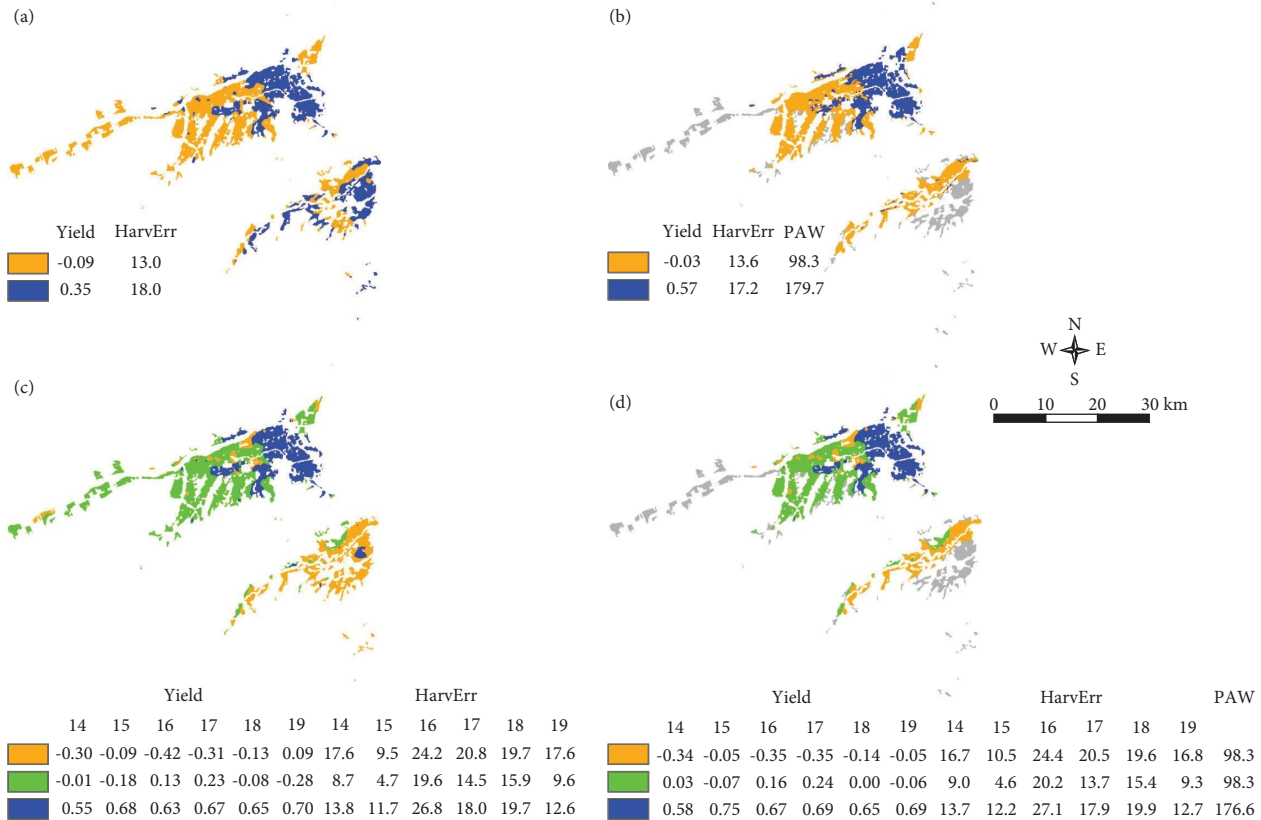 (a)
Yield HarvErr
-0.09 13.0
0.35 18.0
(b)
Yield HarvErr PAW
-0.03 13.6 98.3
0.57 17.2 179.7
N
W E
S
0 10 20 30 km
(c)
Yield HarvErr
14 15 16 17 18 19 14 15 16 17 18 19
-0.30 -0.09 -0.42 -0.31 -0.13 0.09 17.6 9.5 24.2 20.8 19.7 17.6
-0.01 -0.18 0.13 0.23 -0.08 -0.28 8.7 4.7 19.6 14.5 15.9 9.6
0.55 0.68 0.63 0.67 0.65 0.70 13.8 11.7 26.8 18.0 19.7 12.6
(d)
Yield HarvErr PAW
14 15 16 17 18 19 14 15 16 17 18 19
-0.34 -0.05 -0.35 -0.35 -0.14 -0.05 16.7 10.5 24.4 20.5 19.6 16.8 98.3
0.03 -0.07 0.16 0.24 0.00 -0.06 9.0 4.6 20.2 13.7 15.4 9.3 98.3
0.58 0.75 0.67 0.69 0.65 0.69 13.7 12.2 27.1 17.9 19.9 12.7 176.6